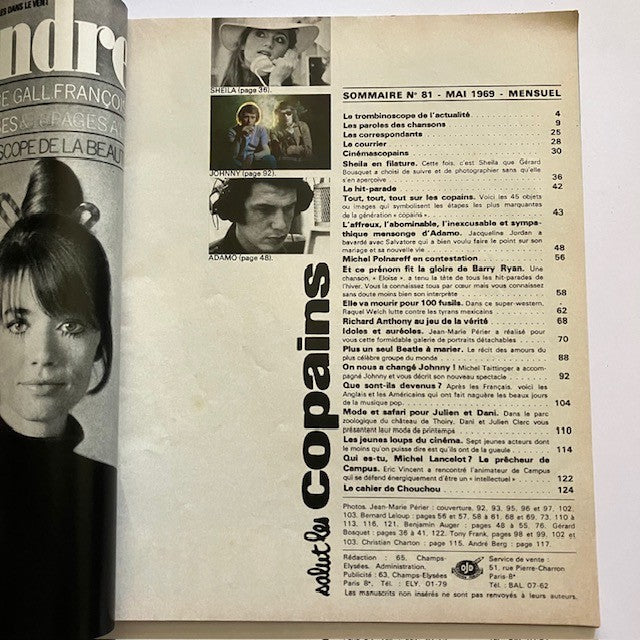 ES DANS LE VENT
ndre
E GALL, FRANÇOI
PAGES A
SCOPE DE LA BEAUT
SHEILA (page 36).
JOHNNY (page 92).
ADAMO (page 48).
salut les copains
SOMMAIRE N° 81 - MAI 1969 - MENSUEL
Le trombinoscope de l'actualité 4
Les paroles des chansons 9
Les correspondants 25
Le courrier 28
Cinémascopains 30
Sheila en filature. Cette fois, c'est Sheila que Gérard
Bousquet a choisi de suivre et de photographier sans qu'elle
s'en aperçoive 36
Le hit-parade 42
Tout, tout, tout sur les copains. Voici les 45 objets
ou images qui symbolisent les étapes les plus marquantes
de la génération « copains » 43
L'affreux, l'abominable, l'inexcusable et sympa-
thique mensonge d'Adamo. Jacqueline Jordan a
bavardé avec Salvatore qui a bien voulu faire le point sur son
mariage et sa nouvelle vie 48
Michel Polnareff en contestation 56
Et ce prénom fit la gloire de Barry Ryan. Une
chanson, « Eloïse », a tenu la tête de tous les hit-parades de
l'hiver. Vous la connaissez tous par cœur mais vous connaissez
sans doute moins bien son interprète 58
Elle va mourir pour 100 fusils. Dans ce super-western,
Raquel Welch lutte contre les tyrans mexicains 62
Richard Anthony au jeu de la vérité 68
Idoles et auréoles. Jean-Marie Périer a réalisé pour
vous cette formidable galerie de portraits détachables 70
Plus un seul Beatle à marier. Le récit des amours du
plus célèbre groupe du monde 88
On nous a changé Johnny ! Michel Taittinger a accom-
pagné Johnny et vous décrit son nouveau spectacle 92
Que sont-ils devenus ? Après les Français, voici les
Anglais et les Américains qui ont fait naguère les beaux jours
de la musique pop 104
Mode et safari pour Julien et Dani. Dans le parc
zoologique du château de Thoiry, Dani et Julien Clerc vous
présentent leur mode de printemps 110
Les jeunes loups du cinéma. Sept jeunes acteurs dont
le moins qu'on puisse dire est qu'ils ont de la gueule 114
Qui es-tu, Michel Lancelot ? Le prêcheur de
Campus. Eric Vincent a rencontré l'animateur de Campus
qui se défend énergiquement d'être un « intellectuel » 122
Le cahier de Chouchou 124
Photos. Jean-Marie Périer : couverture, 92, 93, 95, 96 et 97, 102,
103. Bernard Leloup : pages 56 et 57, 58 à 61, 68 et 69, 73, 110 à
113, 116, 121. Benjamin Auger : pages 48 à 55, 76. Gérard
Bosquet : pages 36 à 41, 122. Tony Frank, pages 98 et 99, 102 et
103. Christian Charton : page 115. André Berg : page 117.
Rédaction : 65, Champs-
Elysées. Administration,
Publicité : 63, Champs-Elysées
Paris 8e, Tél. : ELY. 01-79
OJD
Service de vente :
51, rue Pierre-Charron
Paris-8e
Tél. : BAL. 07-62
Les manuscrits non insérés ne sont pas renvoyés à leurs auteurs.